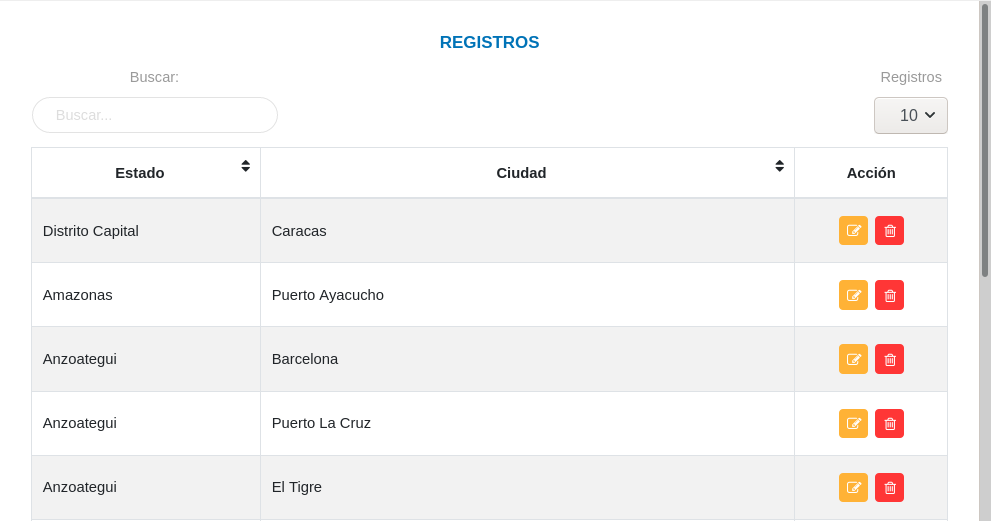 REGISTROS
Buscar: Registros
Buscar... 10
Estado Ciudad Acción
Distrito Capital Caracas
Amazonas Puerto Ayacucho
Anzoategui Barcelona
Anzoategui Puerto La Cruz
Anzoategui El Tigre